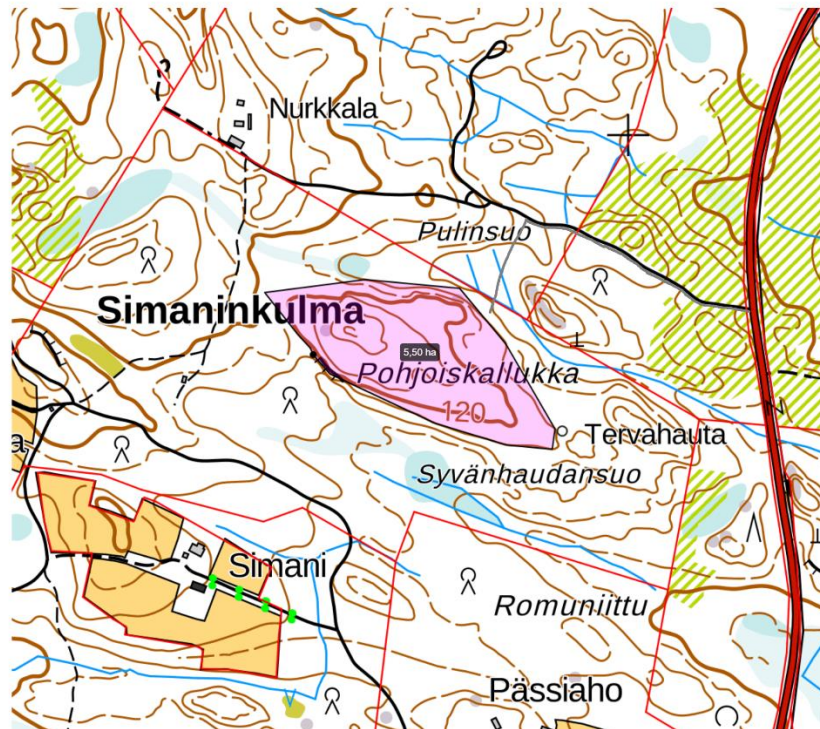 Nurkkala
Pulinsuo
Simaninkulma
5,50 ha
Pohjoiskallukka
120
Tervahauta
a
Syvänhaudansuo
Simani
Romuniittu
Pässiaho